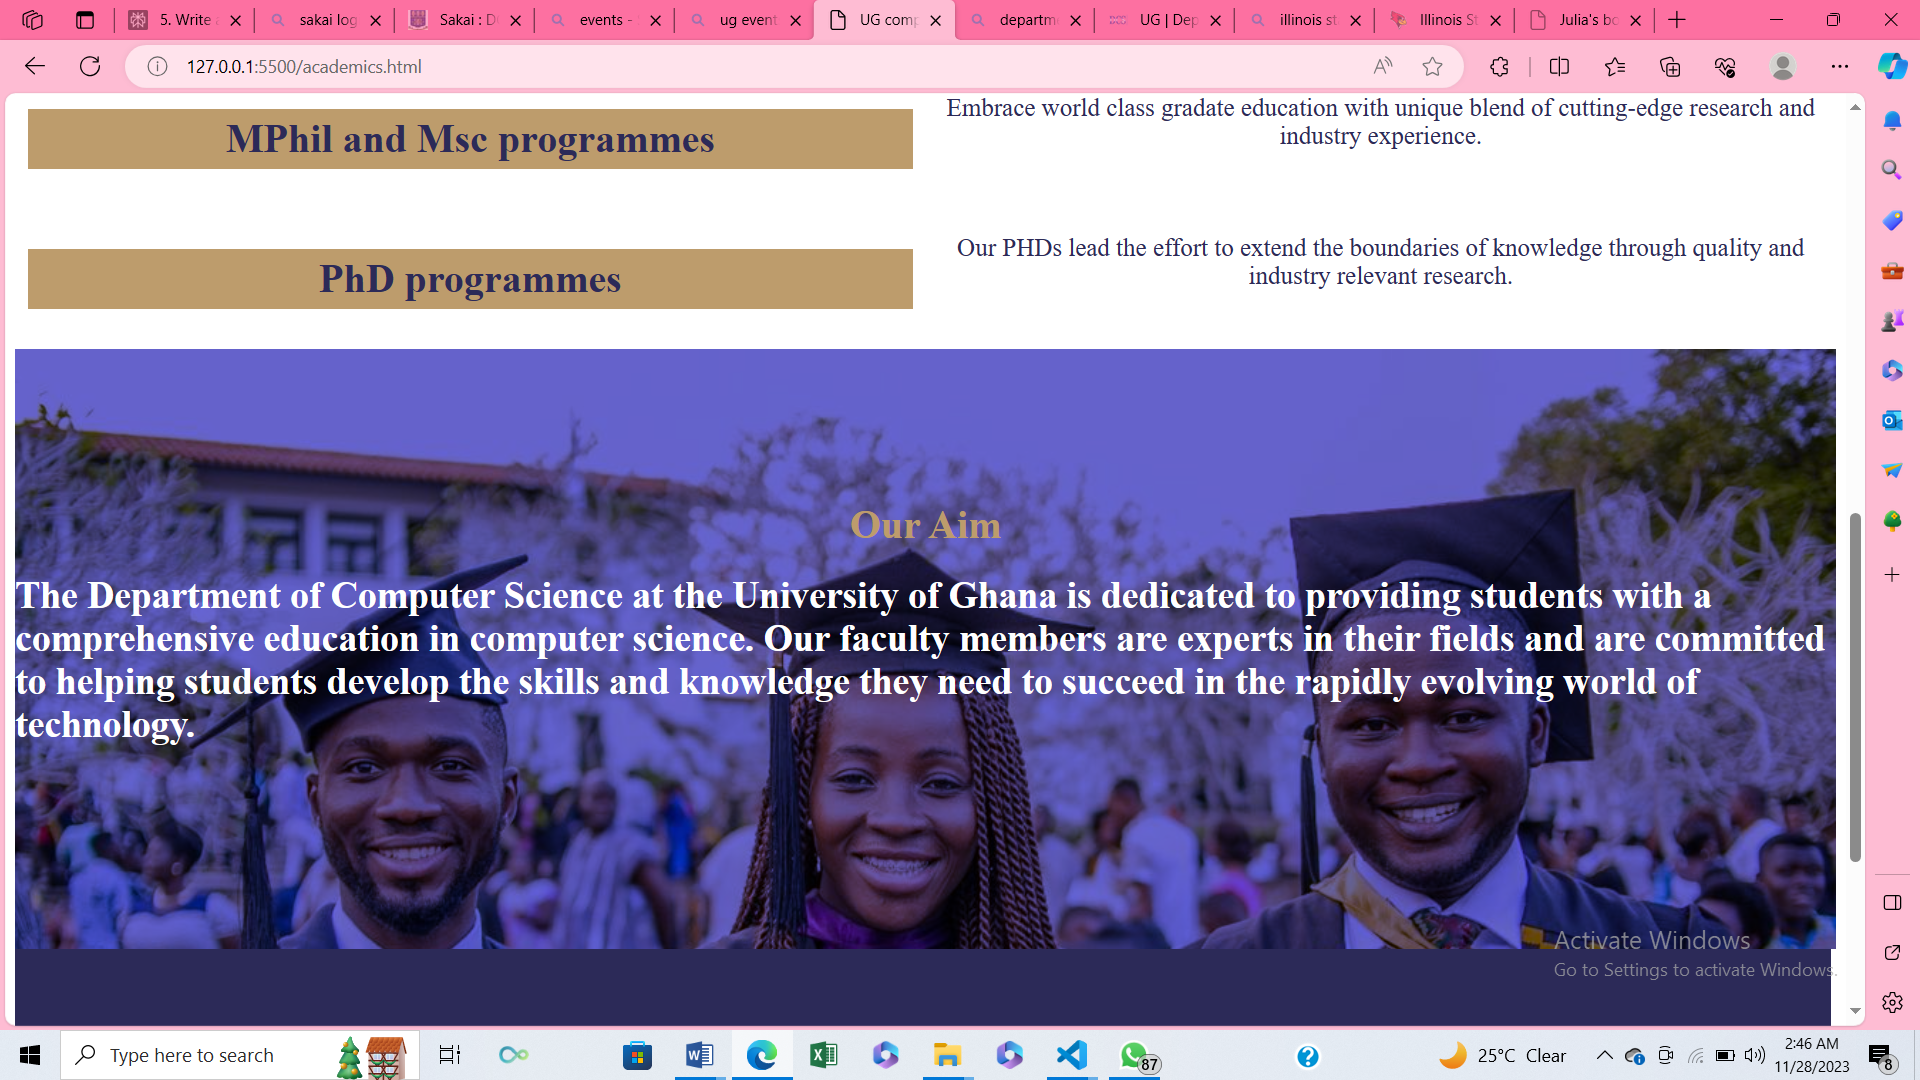 5. Write
sakai log
Sakai : D
events -
ug event
UG comp
departm
UG | Dep
illinois st
Illinois St
Julia's bo
127.0.0.1:5500/academics.html
MPhil and Msc programmes
Embrace world class gradate education with unique blend of cutting-edge research and
industry experience.
PhD programmes
Our PHDs lead the effort to extend the boundaries of knowledge through quality and
industry relevant research.
Our Aim
The Department of Computer Science at the University of Ghana is dedicated to providing students with a
comprehensive education in computer science. Our faculty members are experts in their fields and are committed
to helping students develop the skills and knowledge they need to succeed in the rapidly evolving world of
technology.
Activate Windows
Go to Settings to activate Windows.
Type here to search
87
25°C Clear
2:46 AM
11/28/2023
8